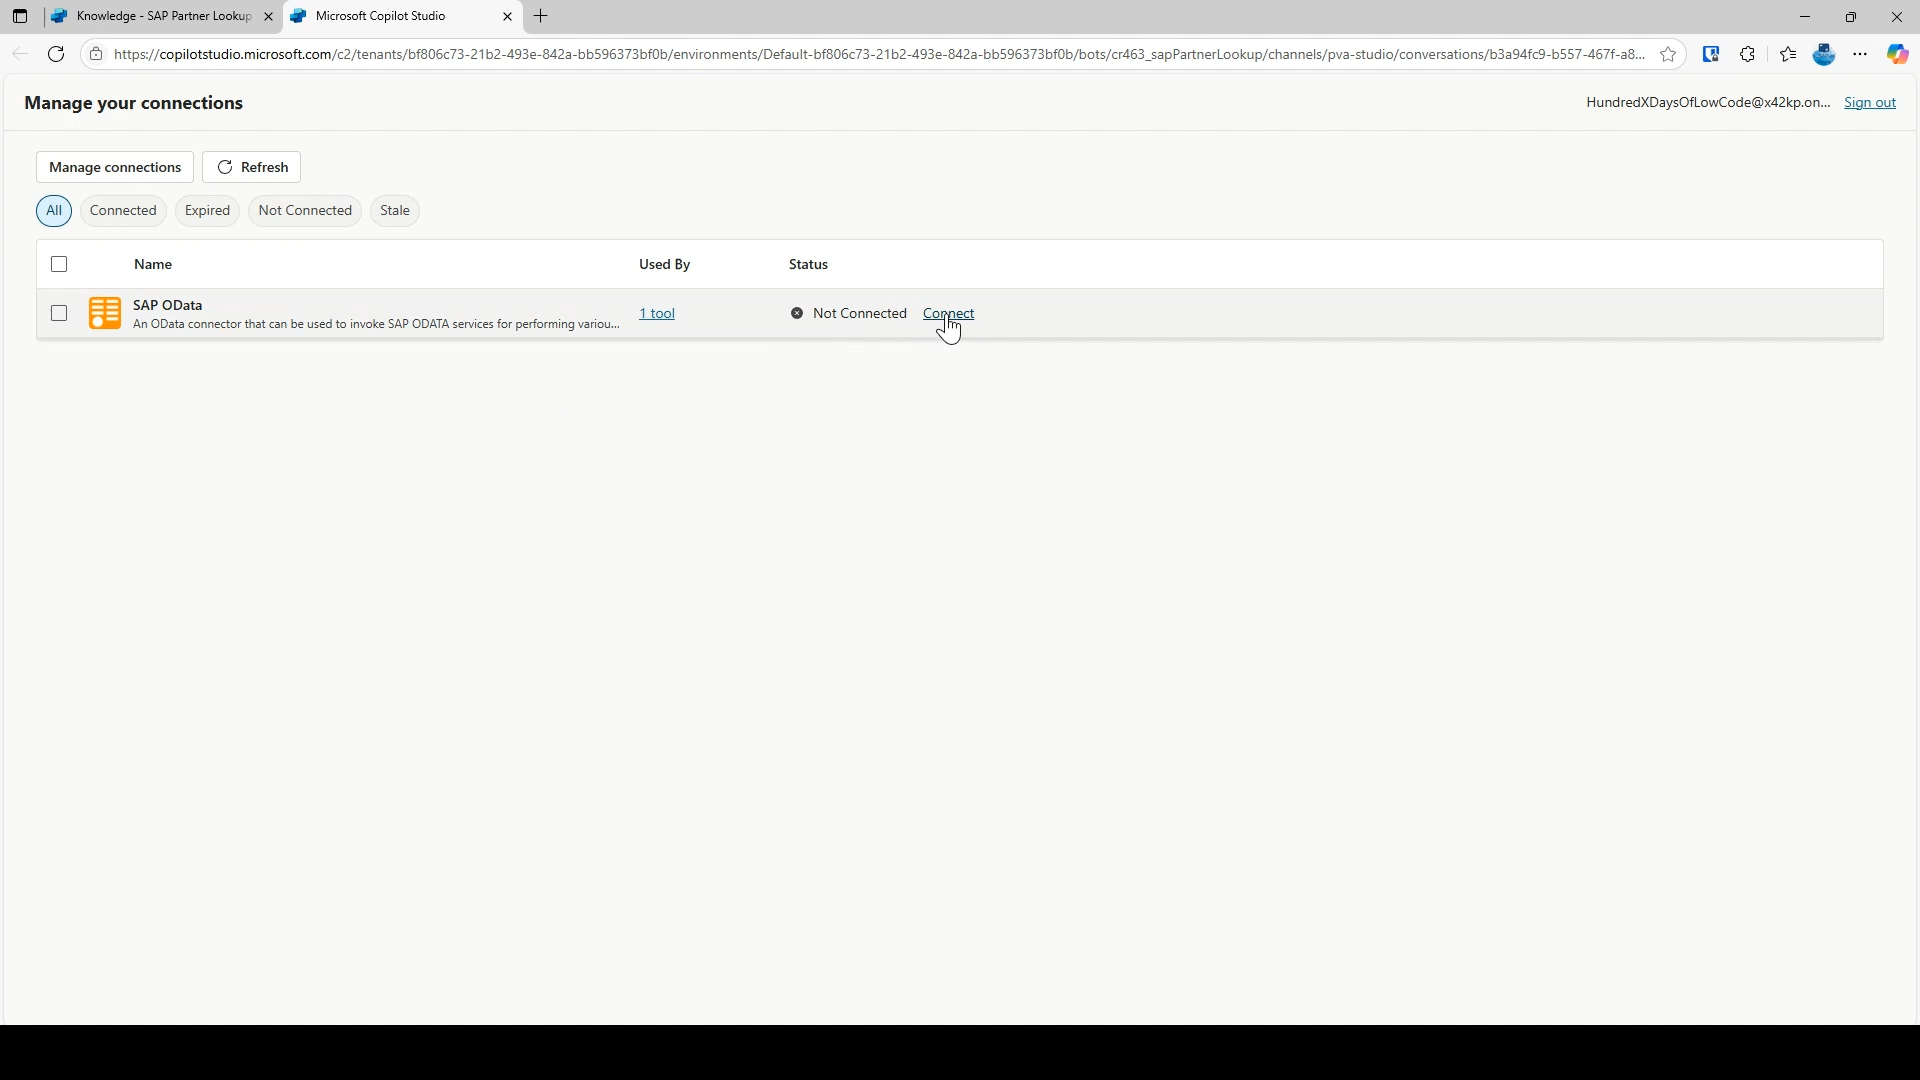 Knowledge - SAP Partner Lookup
Microsoft Copilot Studio
https://copilotstudio.microsoft.com/c2/tenants/bf806c73-21b2-493e-842a-bb596373bf0b/environments/Default-bf806c73-21b2-493e-842a-bb596373bf0b/bots/cr463_sapPartnerLookup/channels/pva-studio/conversations/b3a94fc9-b557-467f-a8...
Manage your connections
HundredXDaysOfLowCode@x42kp.on...
Sign out
Manage connections
Refresh
All
Connected
Expired
Not Connected
Stale
Name
Used By
Status
SAP OData
An OData connector that can be used to invoke SAP ODATA services for performing variou...
1 tool
Not Connected
Connect